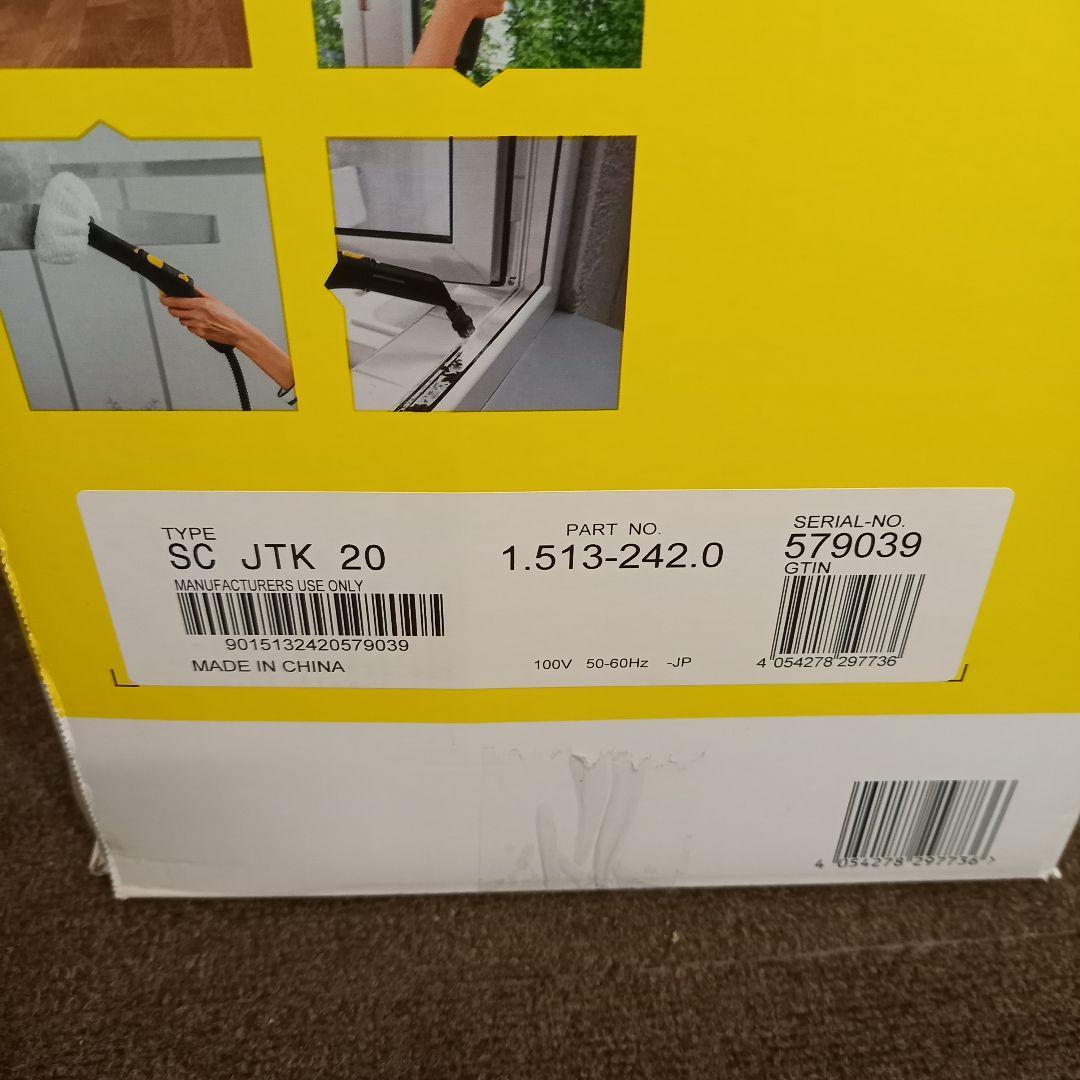 TYPE
SC JTK 20
MANUFACTURERS USE ONLY
9015132420579039
MADE IN CHINA
PART NO.
1.513-242.0
100V 50-60Hz -JP
SERIAL-NO.
579039
GTIN
4 054278 297736
4 054278 297736 >